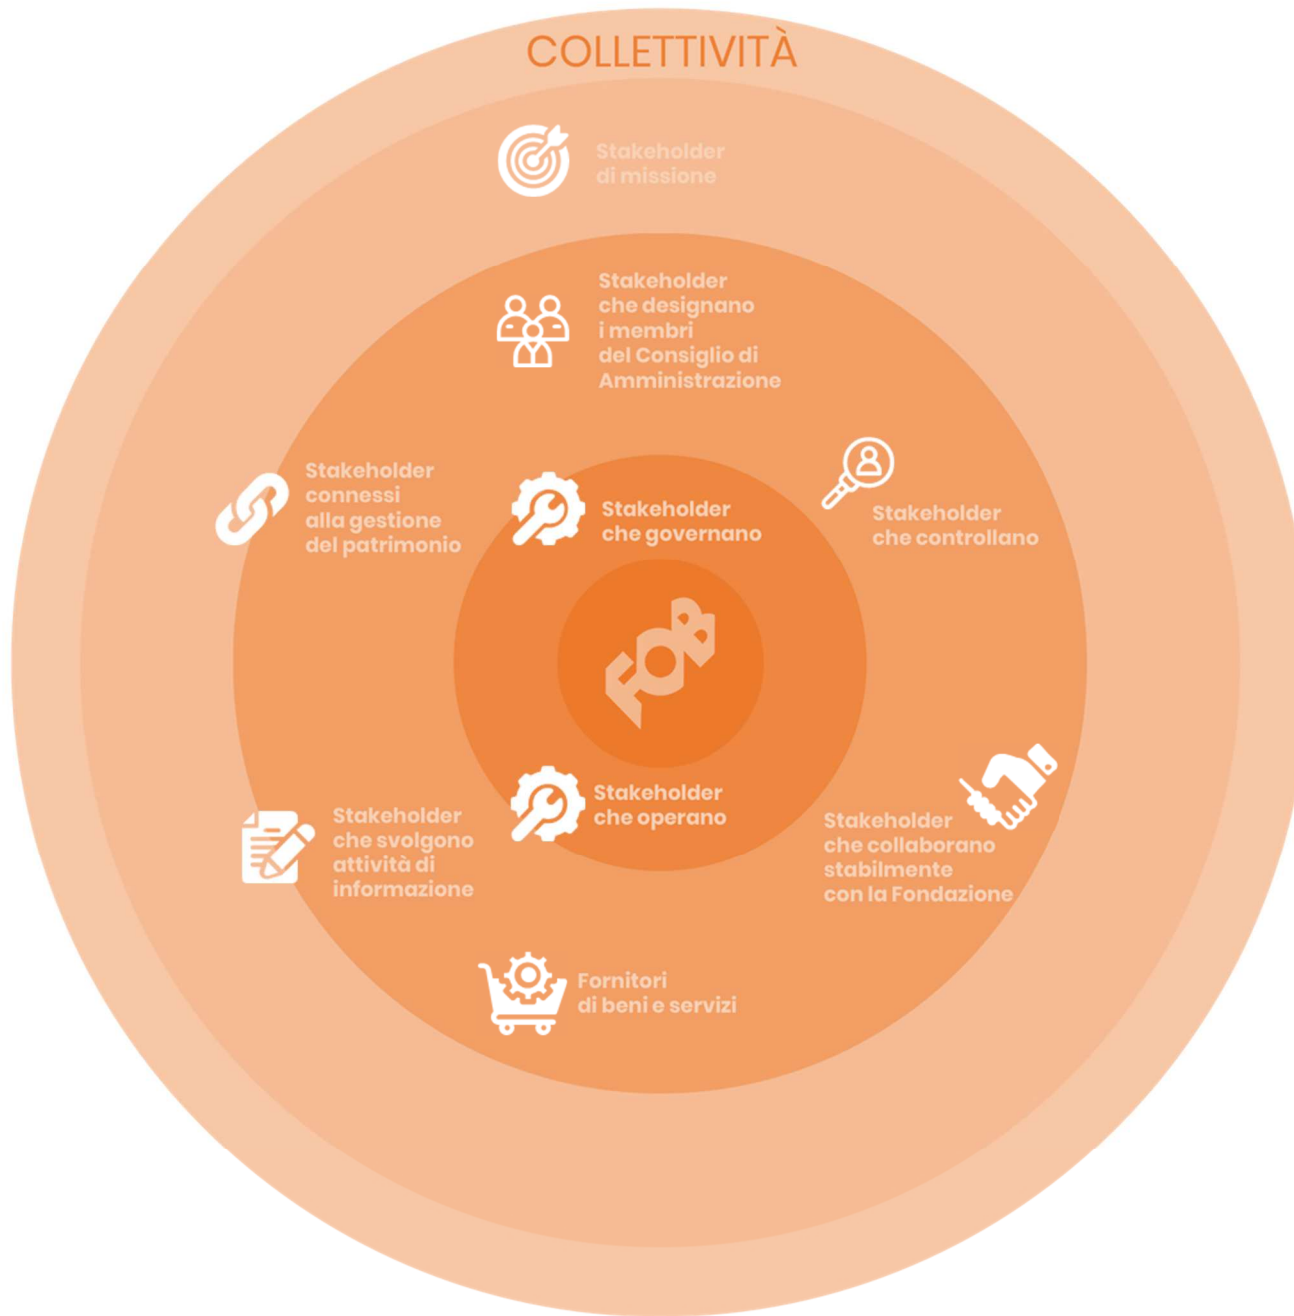 COLLETTIVITÀ
Stakeholder
di missione
Stakeholder
che designano
i membri
del Consiglio di
Amministrazione
Stakeholder
connessi
alla gestione
del patrimonio
Stakeholder
che governano
Stakeholder
che controllano
FOB
Stakeholder
che operano
Stakeholder
che svolgono
attività di
informazione
Stakeholder
che collaborano
stabilmente
con la Fondazione
Fornitori
di beni e servizi